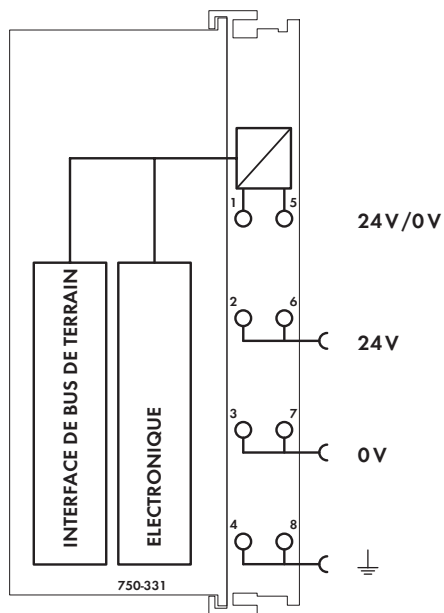 1 5
24V/0V
2 6
24V
3 7
0V
4 8
INTERFACE DE BUS DE TERRAIN
ELECTRONIQUE
750-331